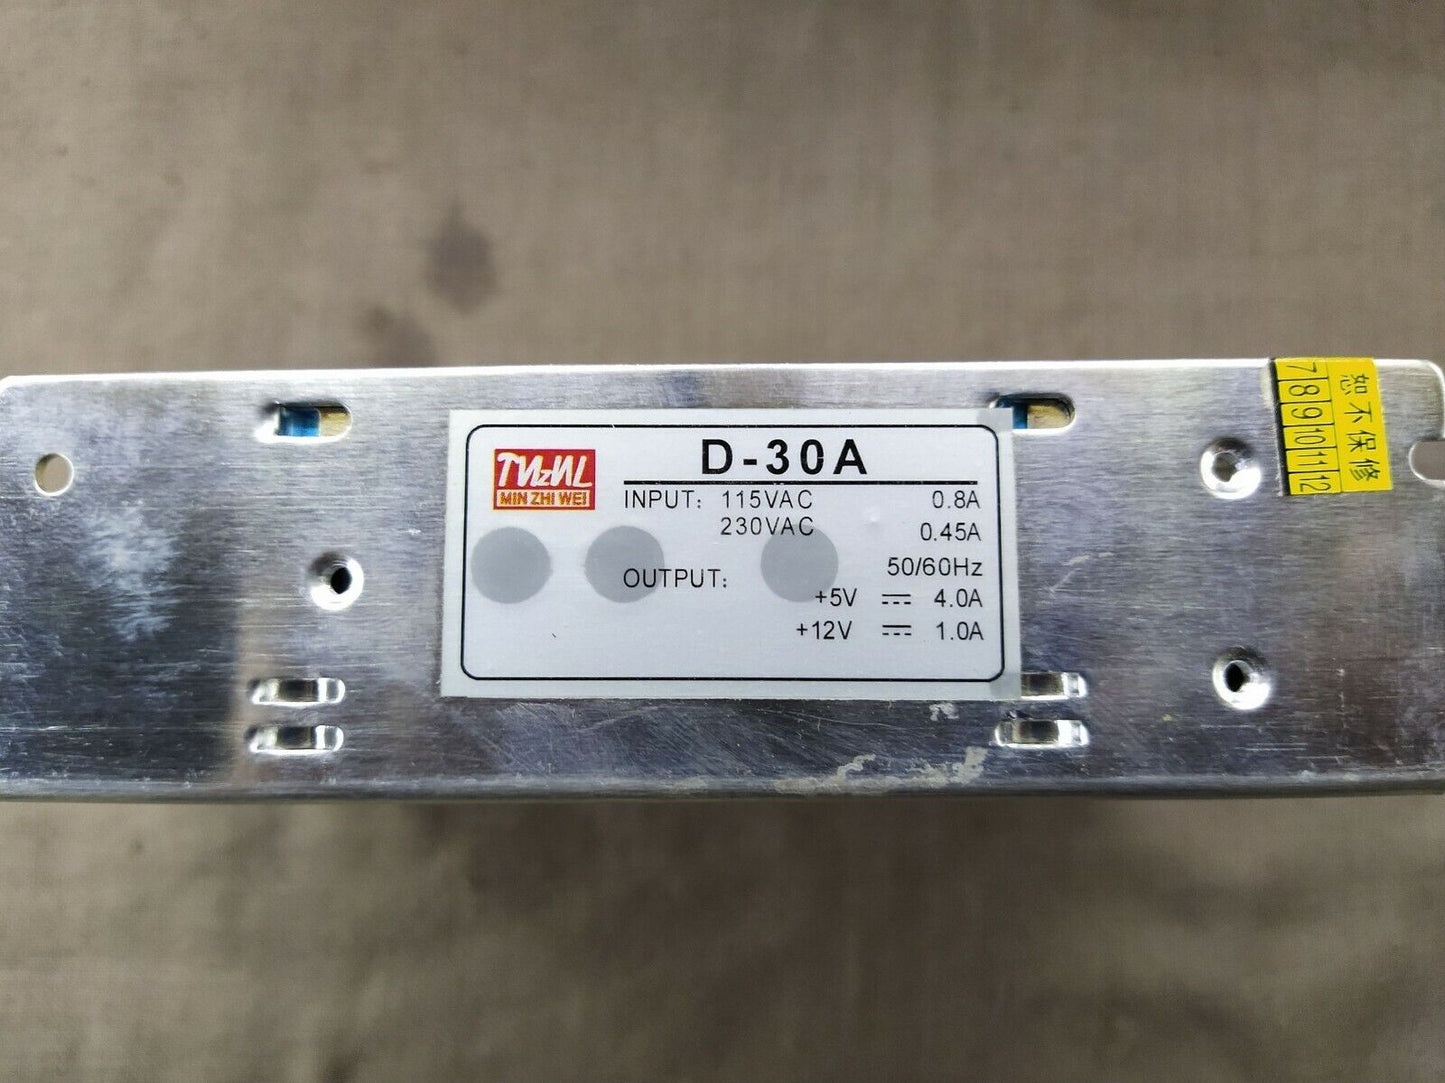 D-30A
MIN ZHI WEI
INPUT: 115VAC 0.8A
230VAC 0.45A
50/60Hz
OUTPUT:
+5V 4.0A
+12V 1.0A
恕不保修
7 8 9 10 11 12